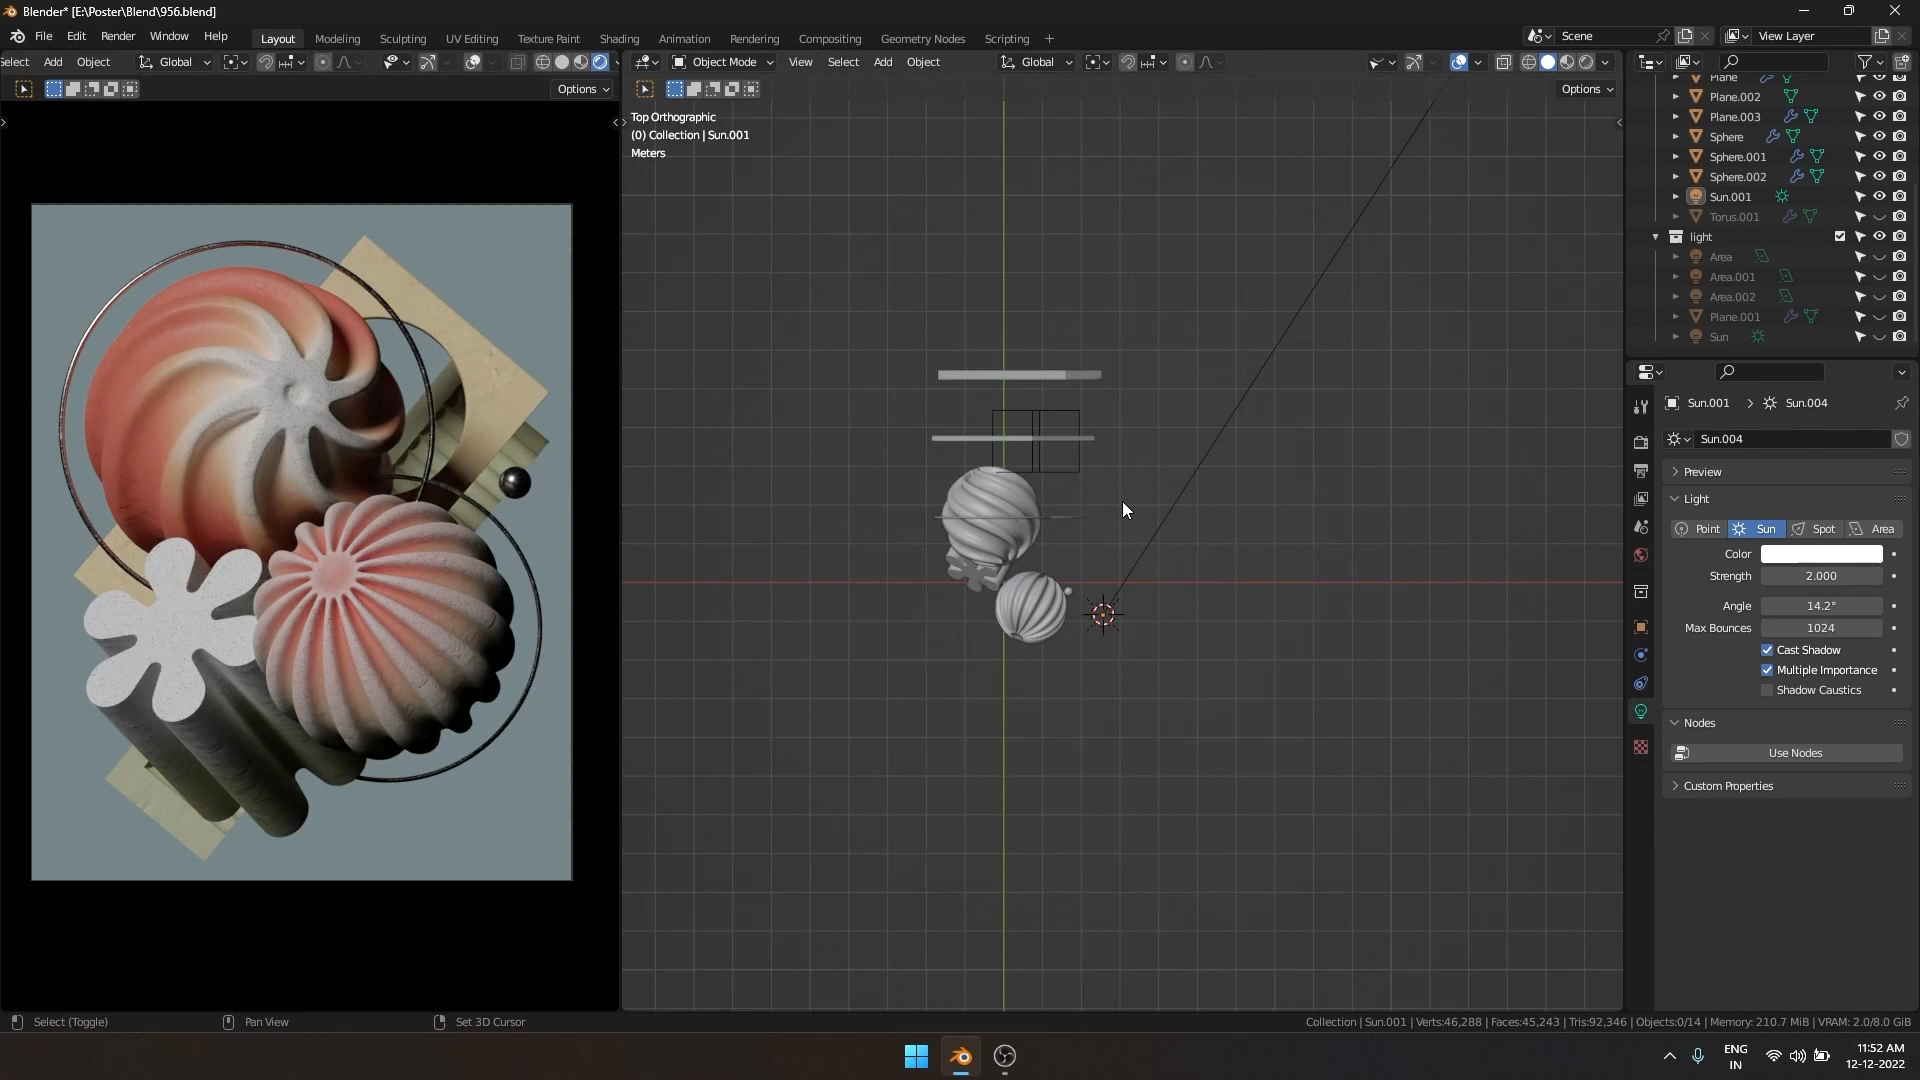 Blender* [E:\Poster\Blend\956.blend]
File Edit Render Window Help
Layout Modeling Sculpting UV Editing Texture Paint Shading Animation Rendering Compositing Geometry Nodes Scripting +
Scene
View Layer
Select Add Object Global
Object Mode View Select Add Object Global
Options
Options
Top Orthographic
(0) Collection | Sun.001
Meters
Plane
Plane.002
Plane.003
Sphere
Sphere.001
Sphere.002
Sun.001
Torus.001
light
Area
Area.001
Area.002
Plane.001
Sun
Sun.001 > Sun.004
Sun.004
Preview
Light
Point Sun Spot Area
Color
Strength 2.000
Angle 14.2°
Max Bounces 1024
Cast Shadow
Multiple Importance
Shadow Caustics
Nodes
Use Nodes
Custom Properties
Select (Toggle) Pan View Set 3D Cursor
Collection | Sun.001 | Verts:46,288 | Faces:45,243 | Tris:92,346 | Objects:0/14 | Memory: 210.7 MiB | VRAM: 2.0/8.0 GiB
ENG
IN
11:52 AM
12-12-2022